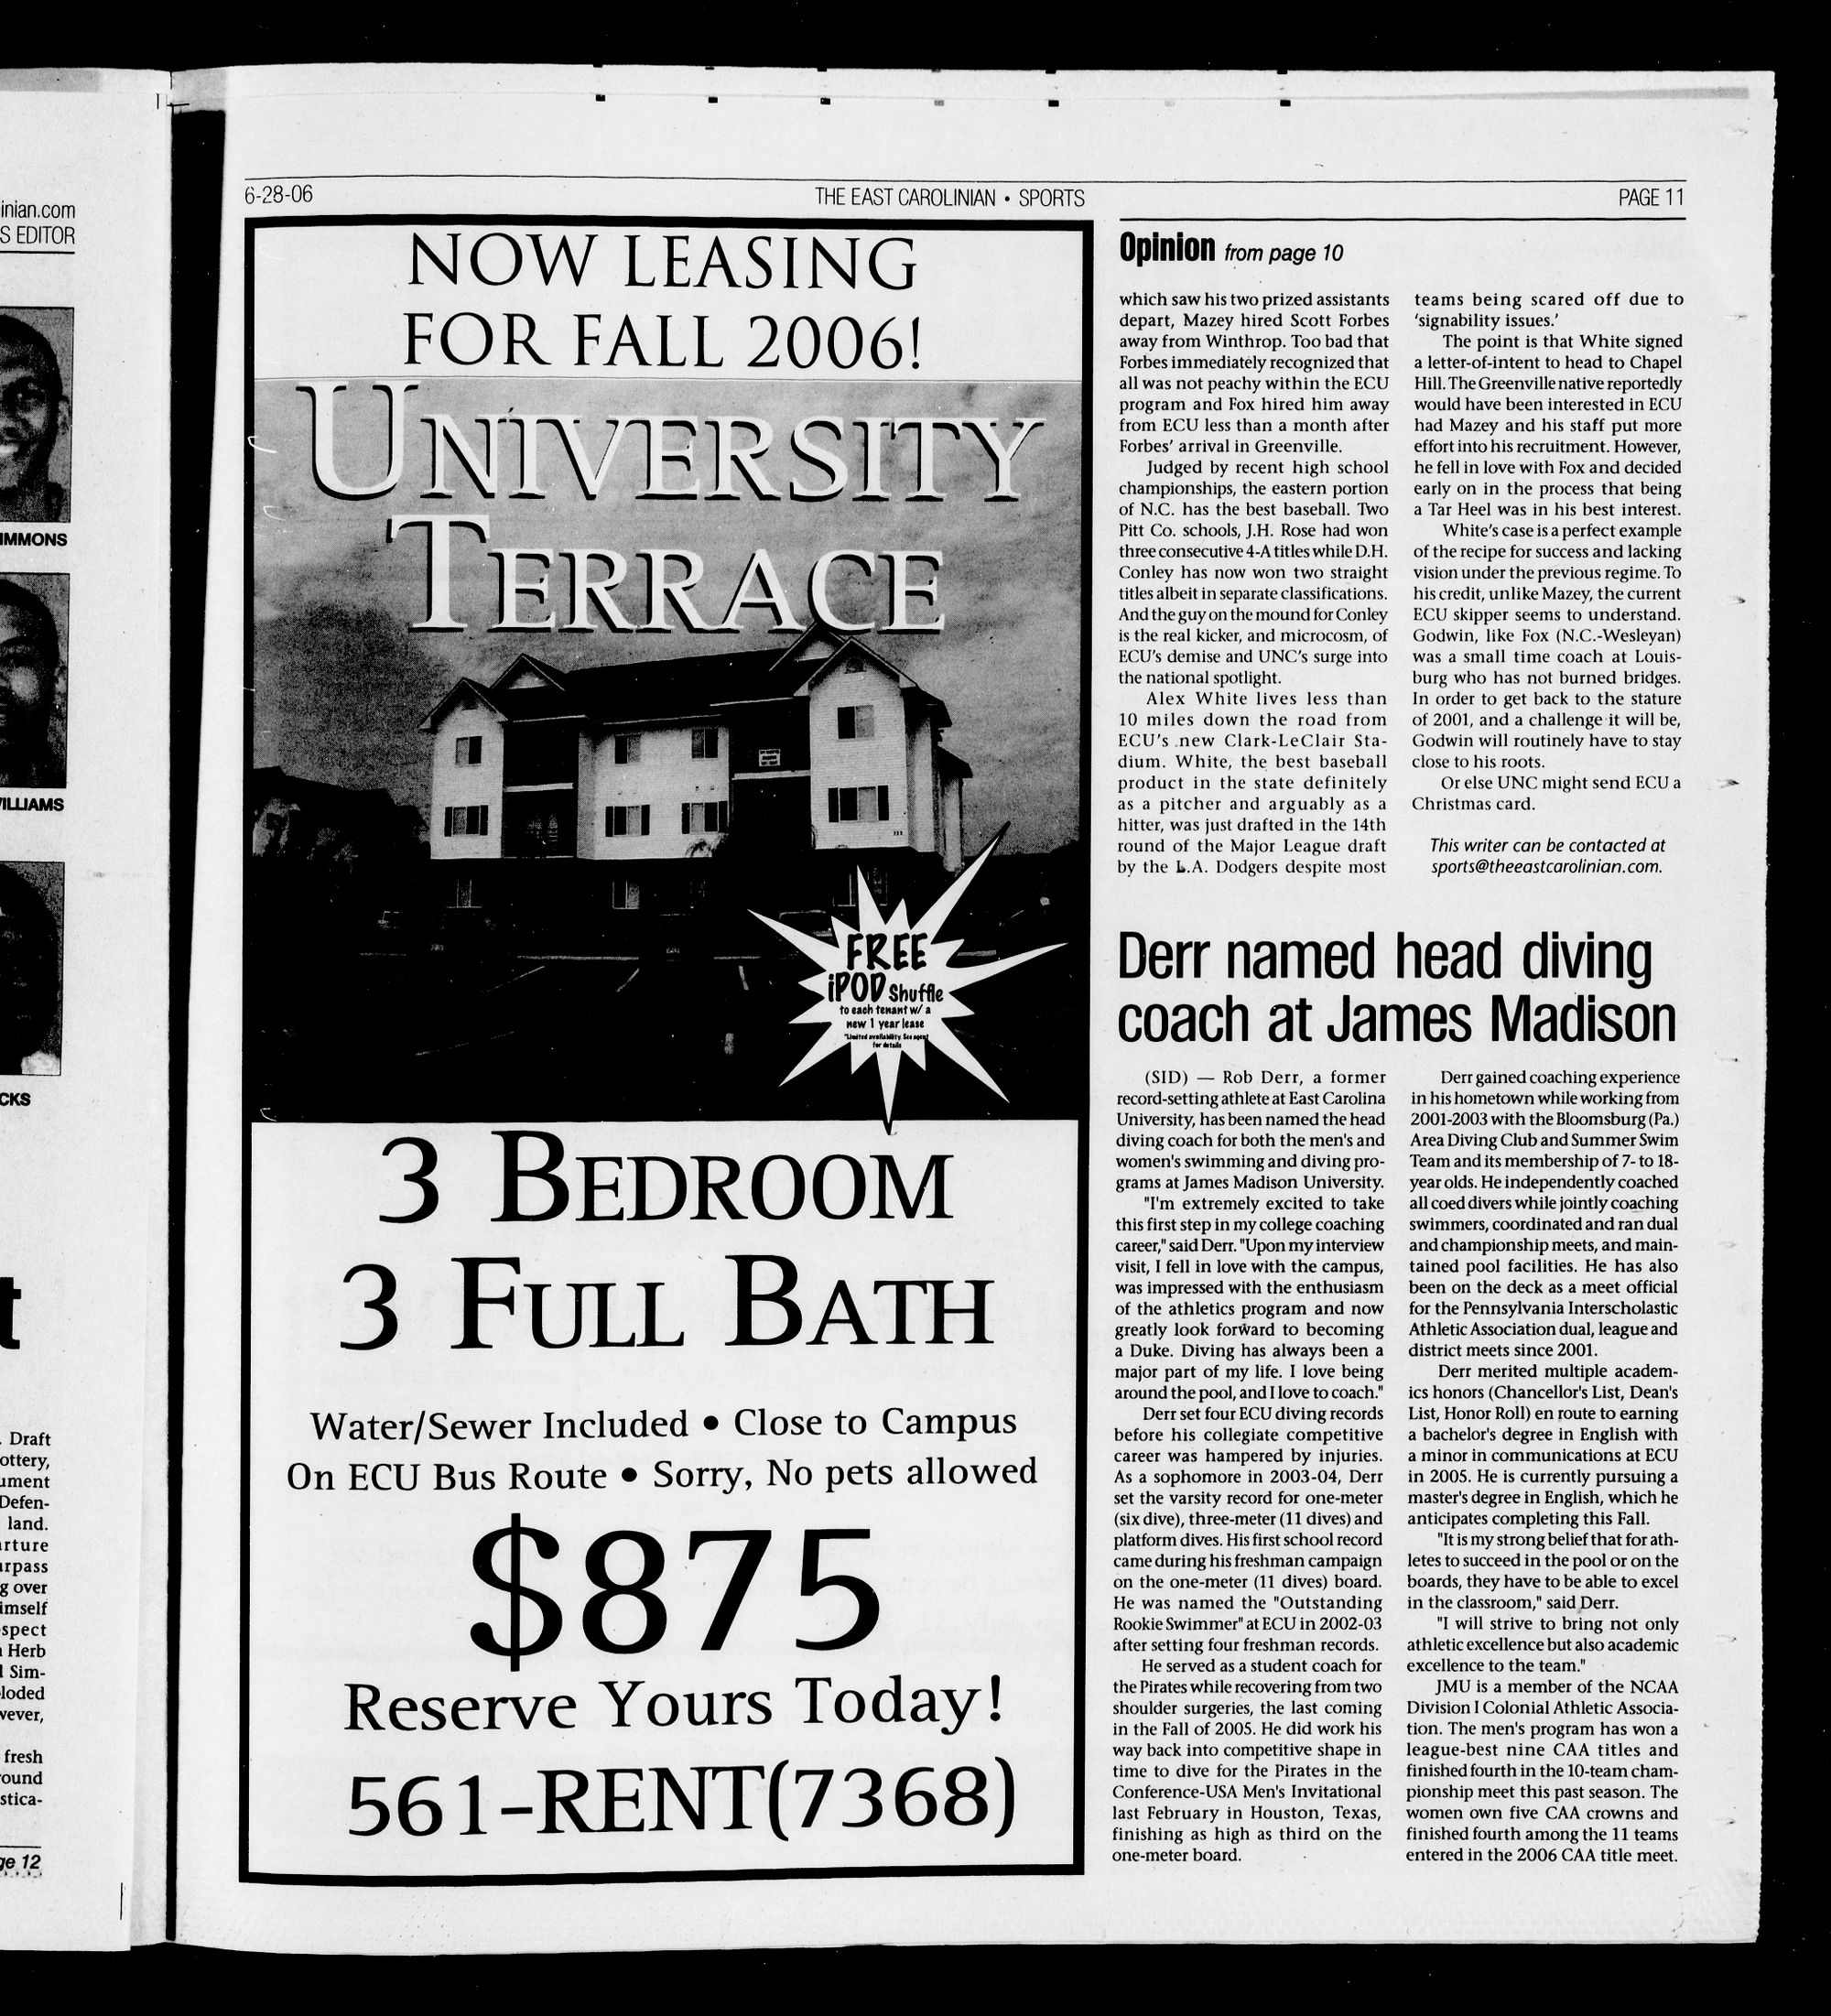 inian.com
S EDITOR
IMMONS
ILLIAMS
CKS
t
. Draft
ottery,
ument
Defen-
land.
arture
urpass
g over
imself
spect
Herb
Sim-
loded
vever,
fresh
ound
stica-
ge 12
6-28-06
THE EAST CAROLINIAN • SPORTS
PAGE 11
NOW LEASING
FOR FALL 2006!
UNIVERSITY
TERRACE
FREE
iPOD Shuffle
to each tenant w/ a
new 1 year lease
*Limited availability See agent
for details
3 BEDROOM
3 FULL BATH
Water/Sewer Included • Close to Campus
On ECU Bus Route • Sorry, No pets allowed
$875
Reserve Yours Today!
561-RENT(7368)
Opinion from page 10
which saw his two prized assistants
depart, Mazey hired Scott Forbes
away from Winthrop. Too bad that
Forbes immediately recognized that
all was not peachy within the ECU
program and Fox hired him away
from ECU less than a month after
Forbes' arrival in Greenville.
Judged by recent high school
championships, the eastern portion
of N.C. has the best baseball. Two
Pitt Co. schools, J.H. Rose had won
three consecutive 4-A titles while D.H.
Conley has now won two straight
titles albeit in separate classifications.
And the guy on the mound for Conley
is the real kicker, and microcosm, of
ECU's demise and UNC's surge into
the national spotlight.
Alex White lives less than
10 miles down the road from
ECU's new Clark-LeClair Sta-
dium. White, the best baseball
product in the state definitely
as a pitcher and arguably as a
hitter, was just drafted in the 14th
round of the Major League draft
by the L.A. Dodgers despite most
teams being scared off due to
'signability issues.'
The point is that White signed
a letter-of-intent to head to Chapel
Hill. The Greenville native reportedly
would have been interested in ECU
had Mazey and his staff put more
effort into his recruitment. However,
he fell in love with Fox and decided
early on in the process that being
a Tar Heel was in his best interest.
White's case is a perfect example
of the recipe for success and lacking
vision under the previous regime. To
his credit, unlike Mazey, the current
ECU skipper seems to understand.
Godwin, like Fox (N.C.-Wesleyan)
was a small time coach at Louis-
burg who has not burned bridges.
In order to get back to the stature
of 2001, and a challenge it will be,
Godwin will routinely have to stay
close to his roots.
Or else UNC might send ECU a
Christmas card.
This writer can be contacted at
sports@theeastcarolinian.com.
Derr named head diving
coach at James Madison
(SID) — Rob Derr, a former
record-setting athlete at East Carolina
University, has been named the head
diving coach for both the men's and
women's swimming and diving pro-
grams at James Madison University.
"I'm extremely excited to take
this first step in my college coaching
career," said Derr. "Upon my interview
visit, I fell in love with the campus,
was impressed with the enthusiasm
of the athletics program and now
greatly look forward to becoming
a Duke. Diving has always been a
major part of my life. I love being
around the pool, and I love to coach."
Derr set four ECU diving records
before his collegiate competitive
career was hampered by injuries.
As a sophomore in 2003-04, Derr
set the varsity record for one-meter
(six dive), three-meter (11 dives) and
platform dives. His first school record
came during his freshman campaign
on the one-meter (11 dives) board.
He was named the "Outstanding
Rookie Swimmer" at ECU in 2002-03
after setting four freshman records.
He served as a student coach for
the Pirates while recovering from two
shoulder surgeries, the last coming
in the Fall of 2005. He did work his
way back into competitive shape in
time to dive for the Pirates in the
Conference-USA Men's Invitational
last February in Houston, Texas,
finishing as high as third on the
one-meter board.
Derr gained coaching experience
in his hometown while working from
2001-2003 with the Bloomsburg (Pa.)
Area Diving Club and Summer Swim
Team and its membership of 7- to 18-
year olds. He independently coached
all coed divers while jointly coaching
swimmers, coordinated and ran dual
and championship meets, and main-
tained pool facilities. He has also
been on the deck as a meet official
for the Pennsylvania Interscholastic
Athletic Association dual, league and
district meets since 2001.
Derr merited multiple academ-
ics honors (Chancellor's List, Dean's
List, Honor Roll) en route to earning
a bachelor's degree in English with
a minor in communications at ECU
in 2005. He is currently pursuing a
master's degree in English, which he
anticipates completing this Fall.
"It is my strong belief that for ath-
letes to succeed in the pool or on the
boards, they have to be able to excel
in the classroom," said Derr.
"I will strive to bring not only
athletic excellence but also academic
excellence to the team."
JMU is a member of the NCAA
Division I Colonial Athletic Associa-
tion. The men's program has won a
league-best nine CAA titles and
finished fourth in the 10-team cham-
pionship meet this past season. The
women own five CAA crowns and
finished fourth among the 11 teams
entered in the 2006 CAA title meet.